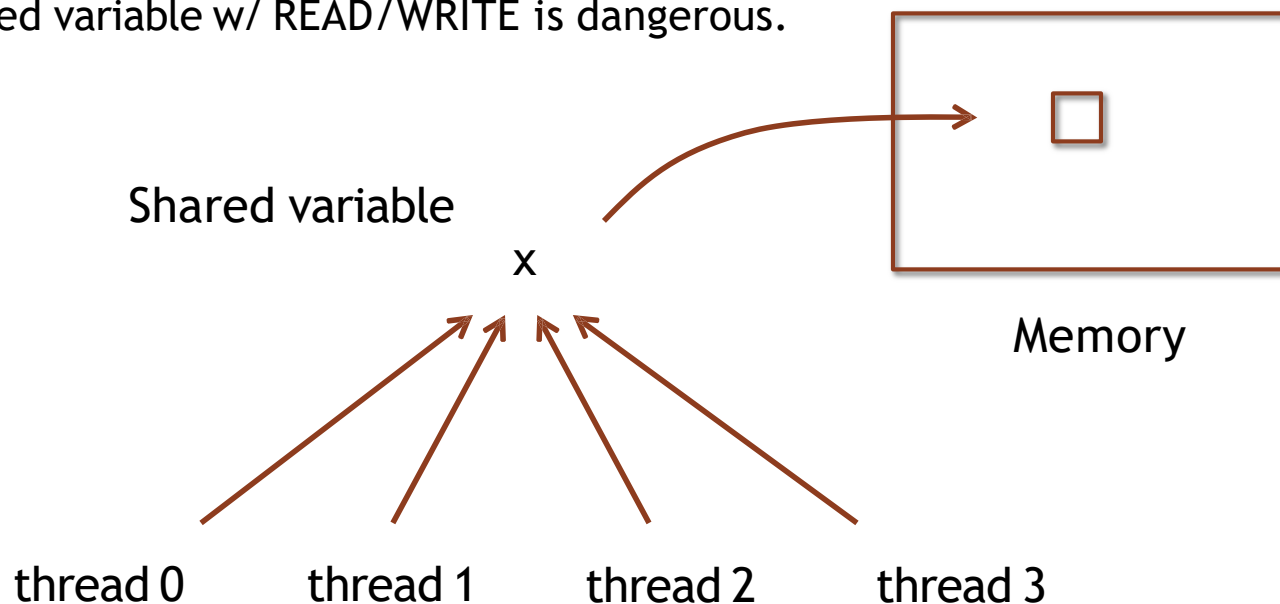 ed variable w/ READ/WRITE is dangerous.
Shared variable
x
Memory
thread 0 thread 1 thread 2 thread 3